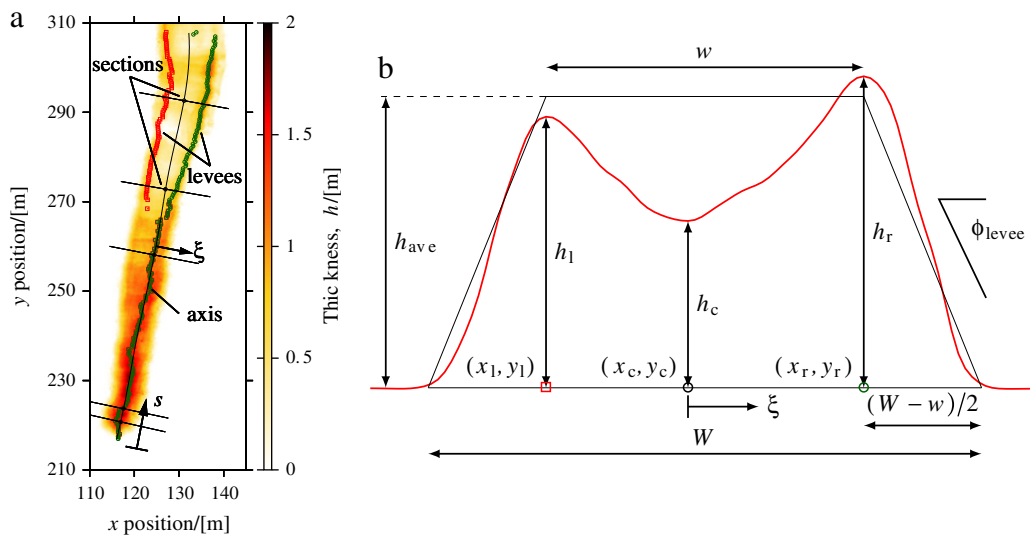 a
310
290
270
250
230
210
110
120
130
140
x position/[m]
y position/[m]
sections
levees
ξ
axis
s
2
1.5
1
0.5
0
Thic kness, h/[m]
b
w
h_ave
h_l
h_c
h_r
ϕ_levee
(x_l, y_l)
(x_c, y_c)
(x_r, y_r)
ξ
(W − w)/2
W